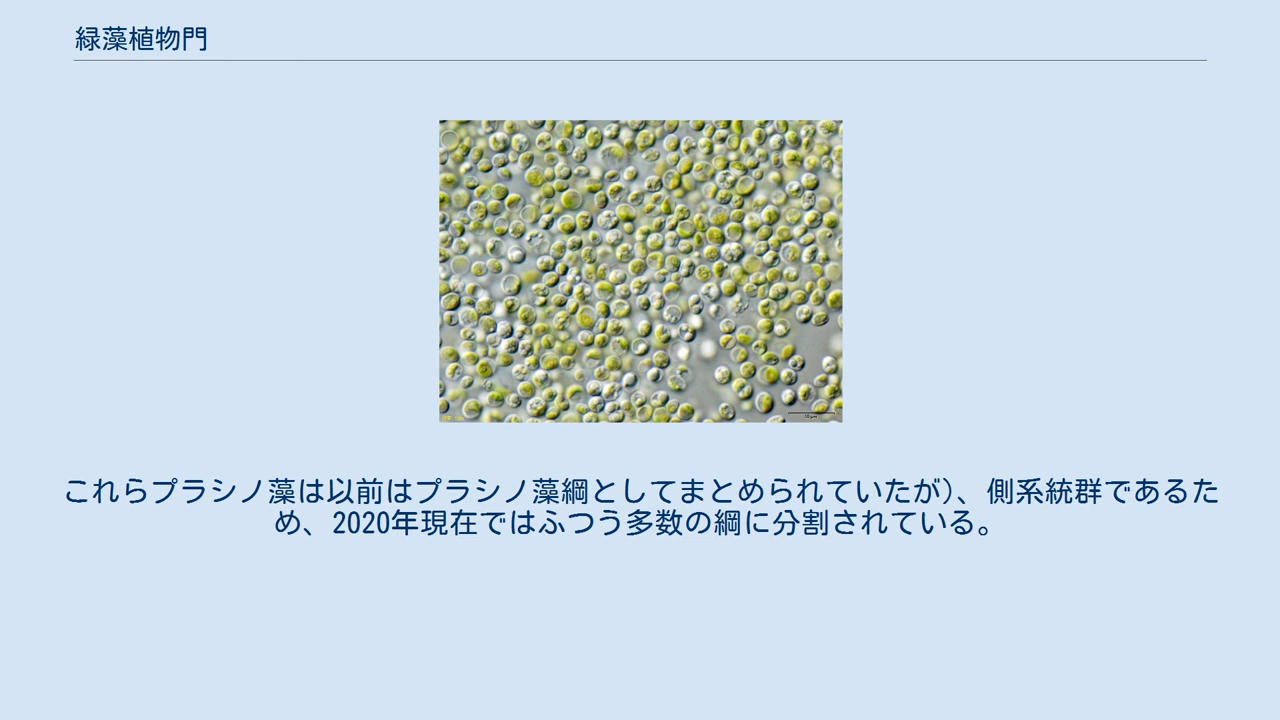 緑藻植物門
これらプラシノ藻は以前はプラシノ藻綱としてまとめられていたが)、側系統群であるた
め、2020年現在ではふつう多数の綱に分割されている。